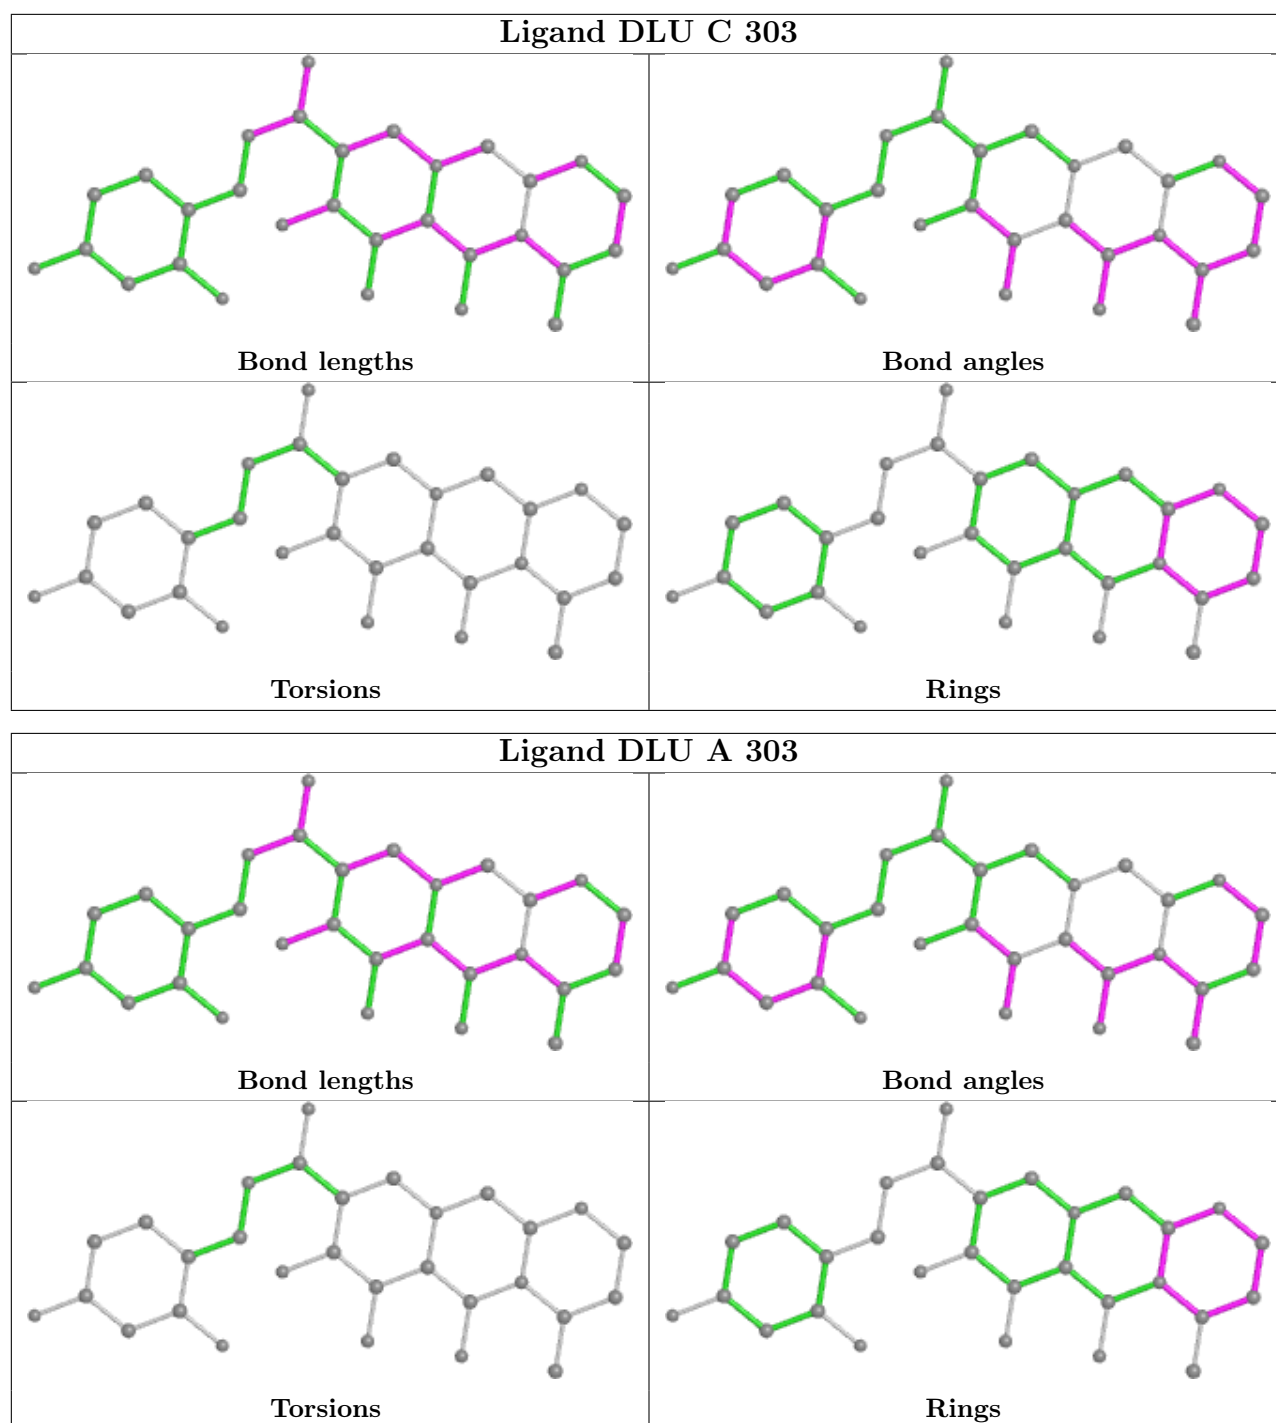 Ligand DLU C 303
Bond lengths
Bond angles
Torsions
Rings
Ligand DLU A 303
Bond lengths
Bond angles
Torsions
Rings